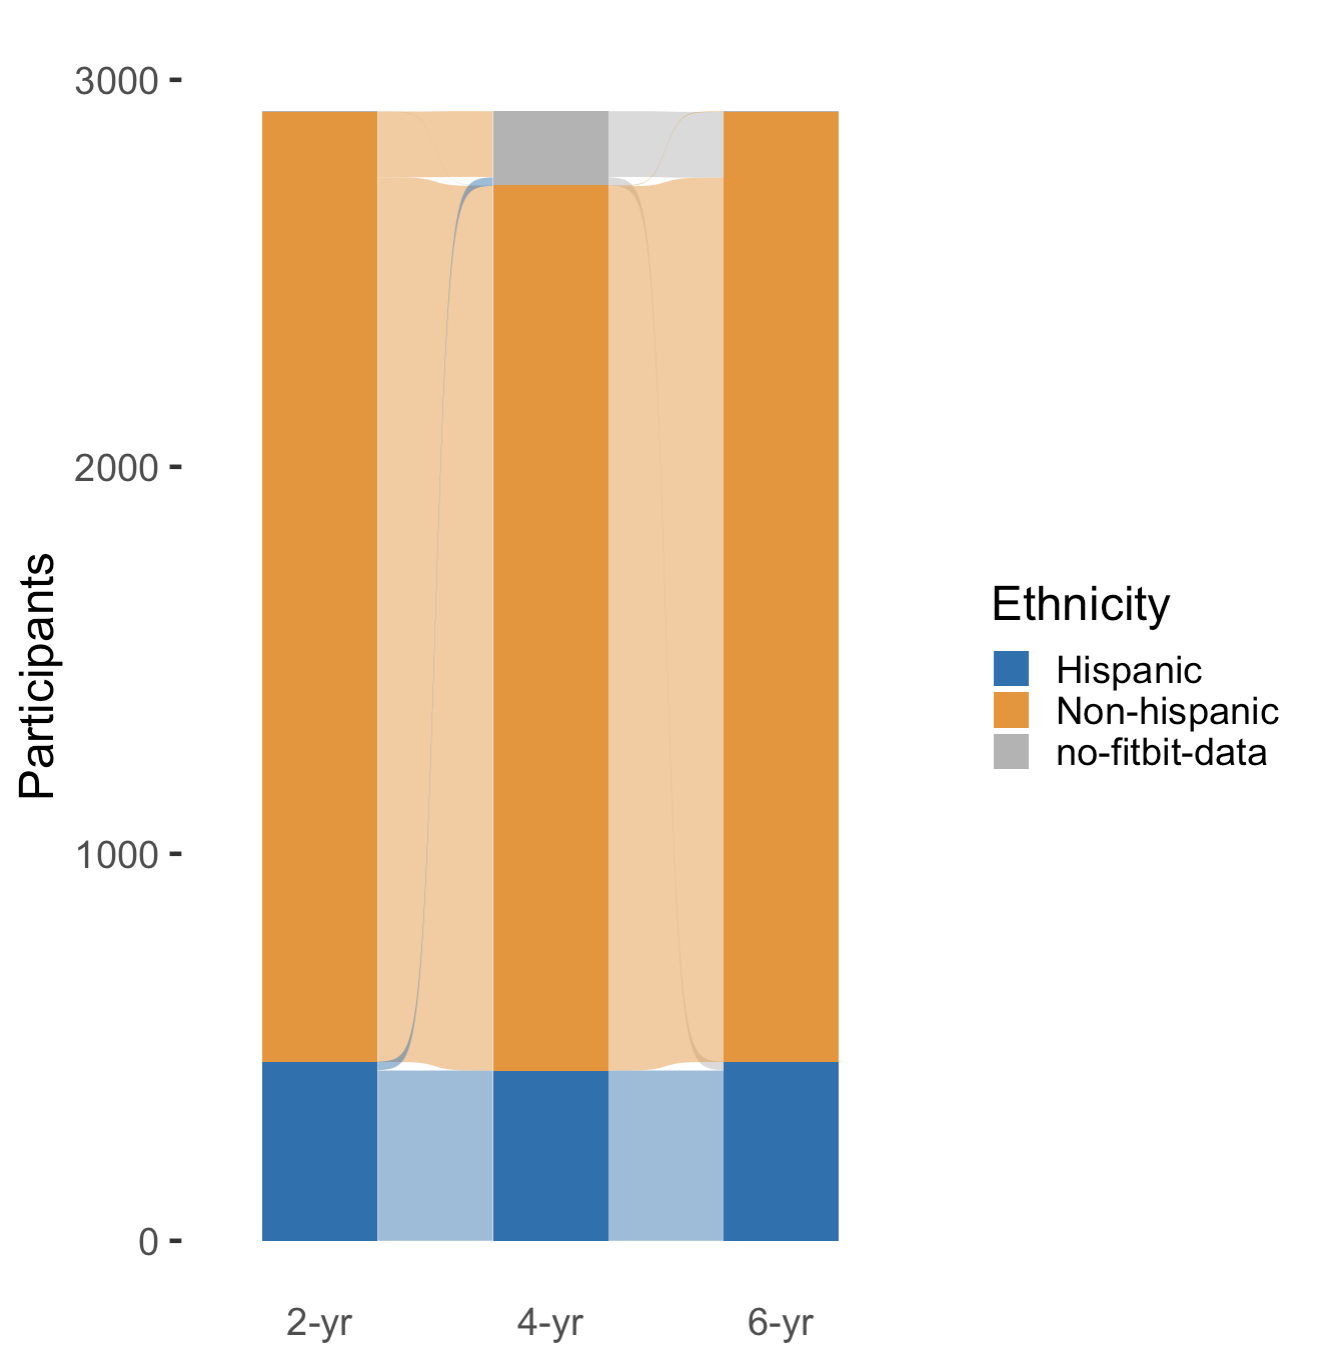 3000
2000
1000
0
Participants
2-yr
4-yr
6-yr
Ethnicity
Hispanic
Non-hispanic
no-fitbit-data